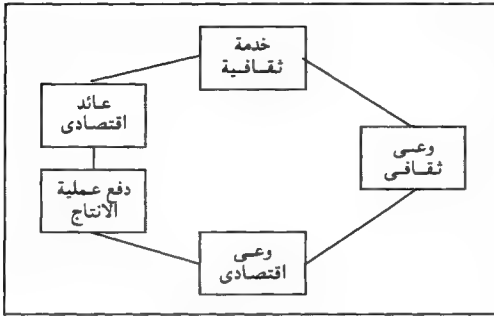 خدمة
ثقافية
وعى
ثقافى
وعى
اقتصادى
دفع عملية
الانتاج
عائد
اقتصادى